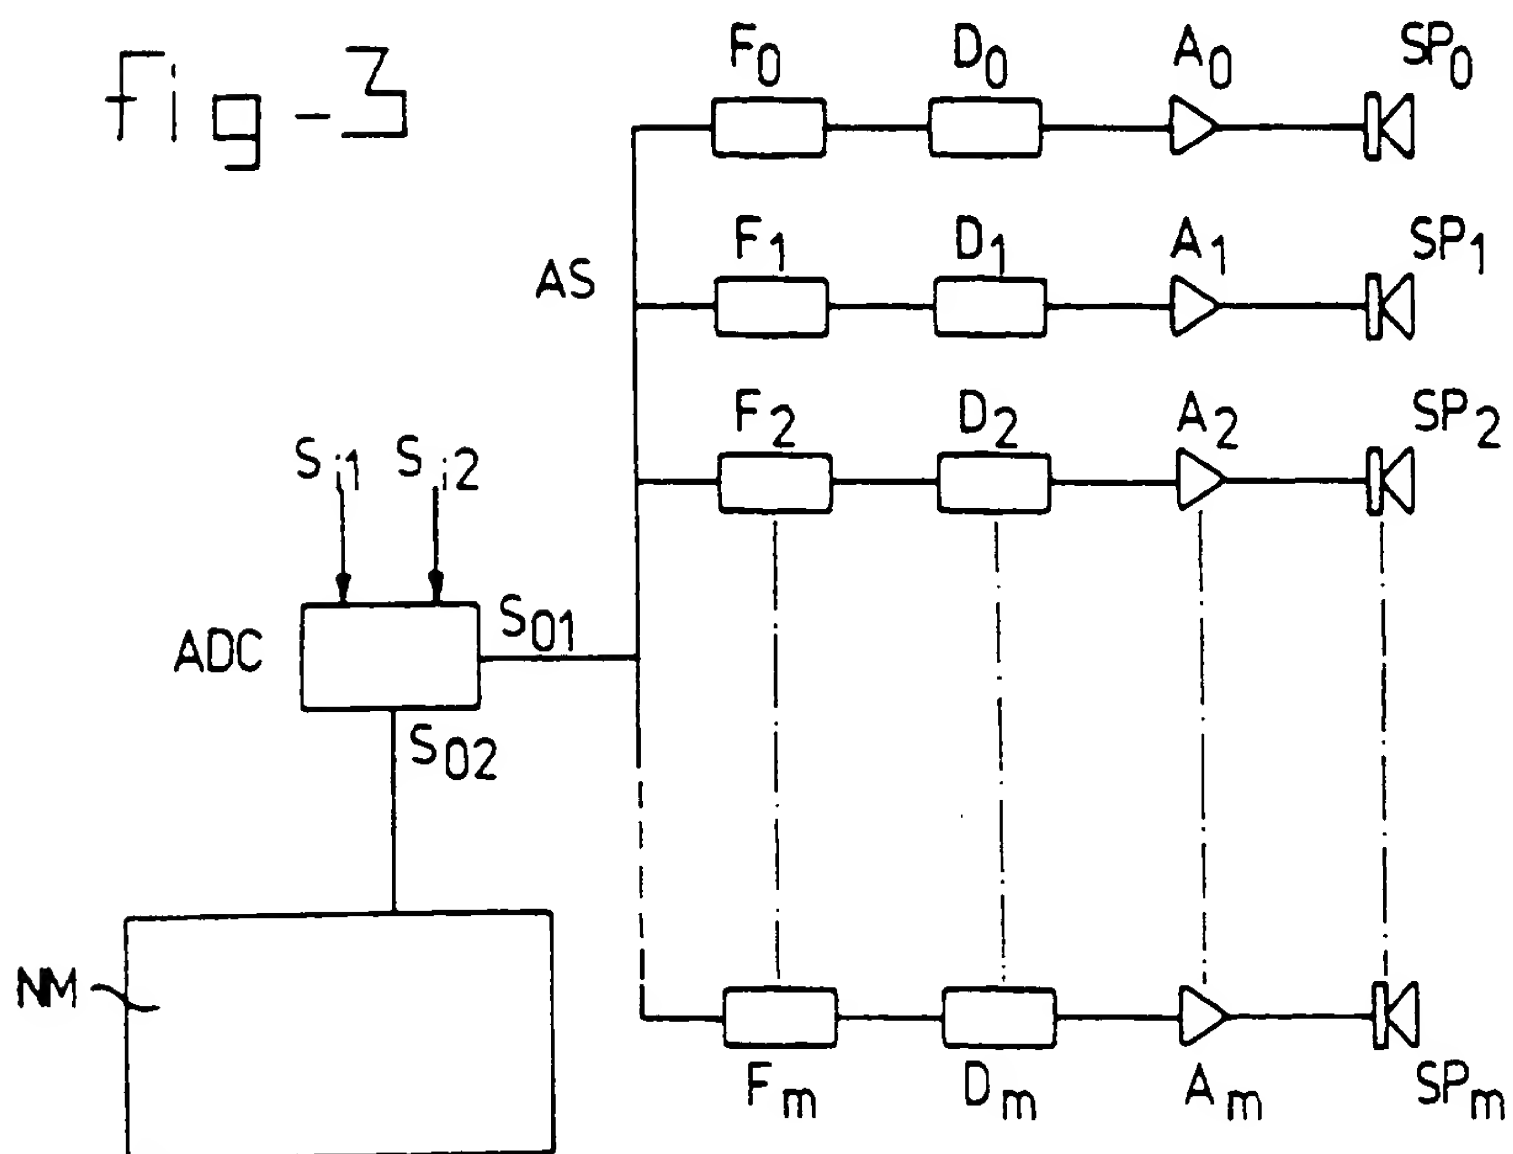 fig-3
F0 D0 A0 SP0
AS
F1 D1 A1 SP1
F2 D2 A2 SP2
Si1 Si2
ADC
S01
S02
NM
Fm Dm Am SPm